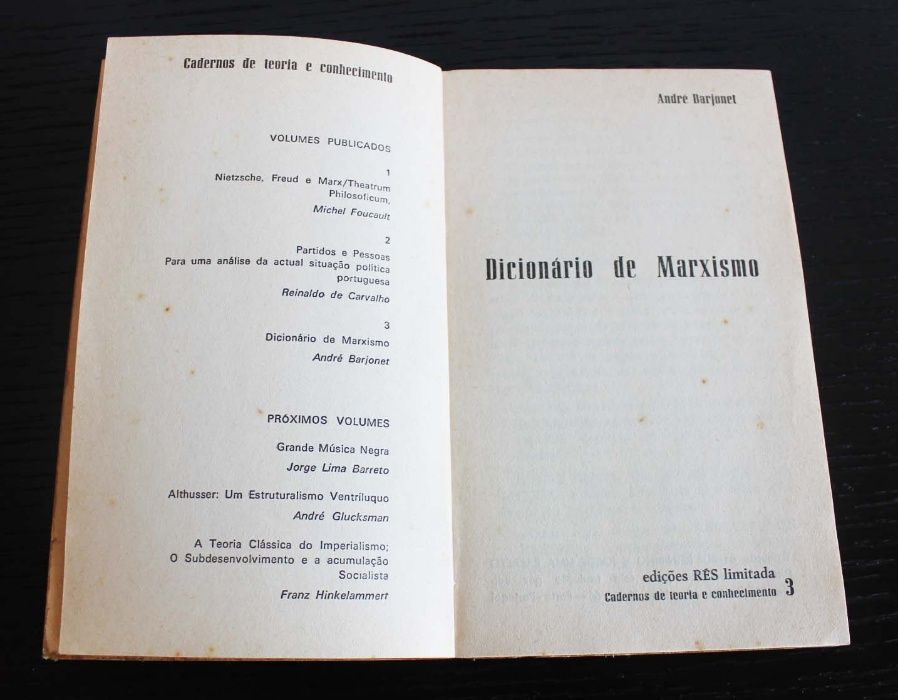 Cadernos de teoria e conhecimento
VOLUMES PUBLICADOS
1
Nietzsche, Freud e Marx/Theatrum
Philosoficum,
Michel Foucault
2
Partidos e Pessoas
Para uma análise da actual situação política
portuguesa
Reinaldo de Carvalho
3
Dicionário de Marxismo
André Barjonet
PRÓXIMOS VOLUMES
Grande Música Negra
Jorge Lima Barreto
Althusser: Um Estruturalismo Ventríluquo
André Glucksman
A Teoria Clássica do Imperialismo;
O Subdesenvolvimento e a acumulação
Socialista
Franz Hinkelammert
André Barjonet
Dicionário de Marxismo
edições RÉS limitada
Cadernos de teoria e conhecimento 3